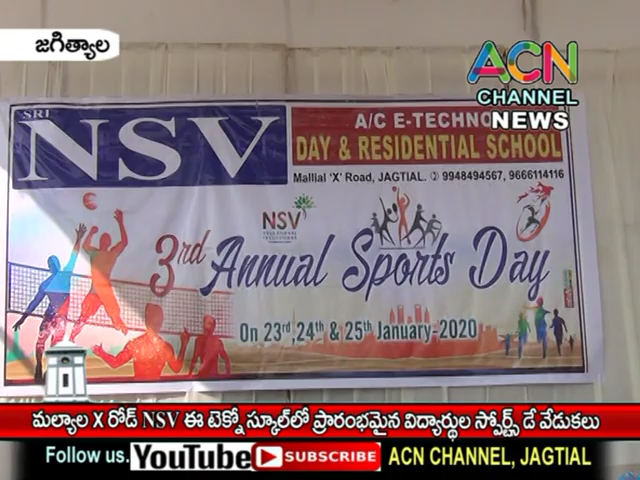 జగిత్యాల
ACN
CHANNEL
NEWS
SRI
NSV
A/C E-TECHNO
DAY & RESIDENTIAL SCHOOL
Mallial 'X' Road, JAGTIAL. ✆ 9948494567, 9666114116
NSV
3rd Annual Sports Day
On 23rd,24th & 25th January-2020
మల్యాల X రోడ్ NSV ఈ టెక్నో స్కూల్‌లో ప్రారంభమైన విద్యార్థుల స్పోర్ట్స్ డే వేడుకలు
Follow us. YouTube SUBSCRIBE ACN CHANNEL, JAGTIAL